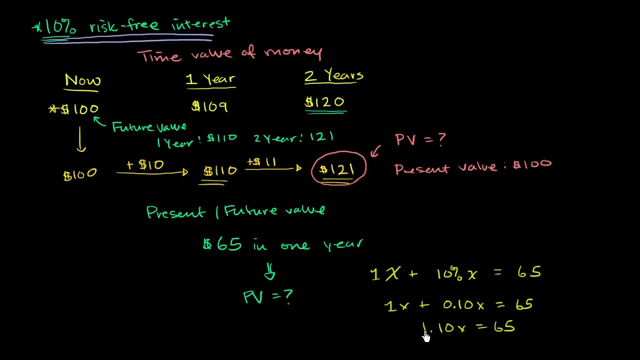 *10% risk-free interest
Time value of money
Now 1 Year 2 Years
*$100 $109 $120
Future value
1 Year: $110 2 Year: 121
PV = ?
$100 +$10 $110 +$11 $121
Present value: $100
Present / Future value
$65 in one year
PV = ?
1X + 10% x = 65
1x + 0.10x = 65
1.10x = 65